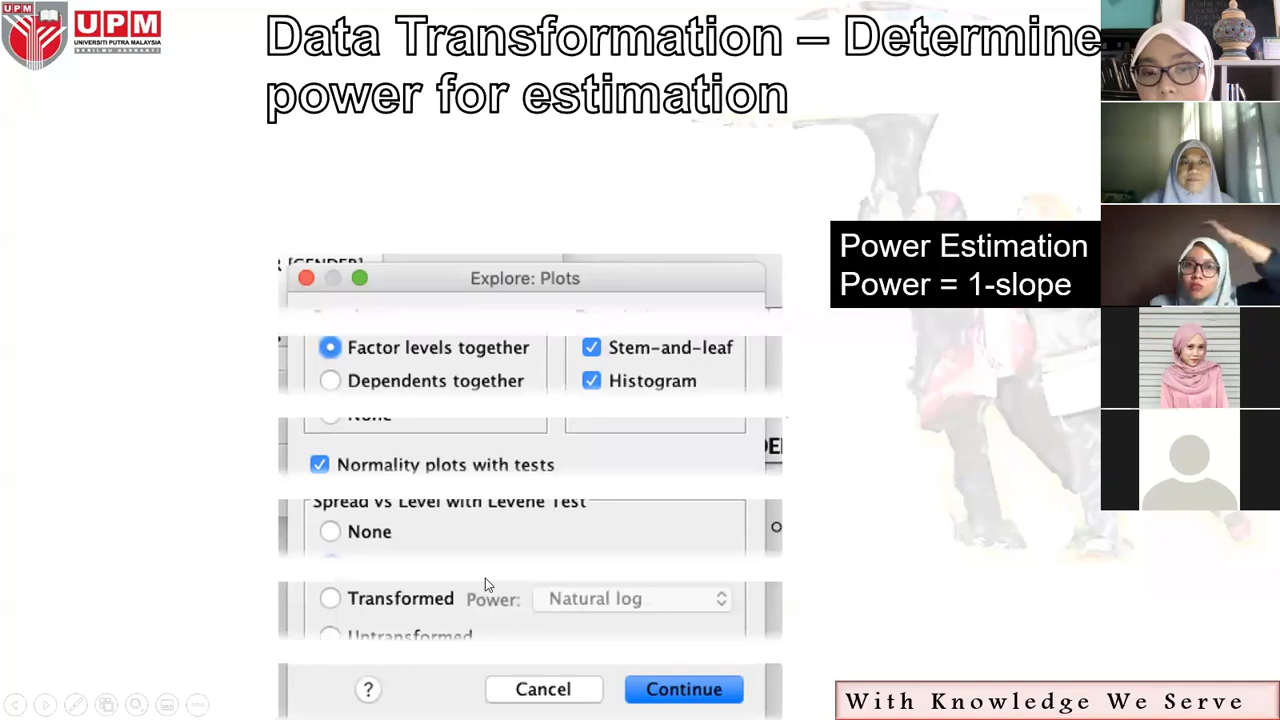 UPM
UNIVERSITI PUTRA MALAYSIA
BERILMU BERBAKTI
Data Transformation – Determine
power for estimation
[GENDER]
Explore: Plots
Power Estimation
Power = 1-slope
Factor levels together
Stem-and-leaf
Dependents together
Histogram
None
Normality plots with tests
Spread vs Level with Levene Test
None
Transformed Power: Natural log
Untransformed
? Cancel Continue
With Knowledge We Serve